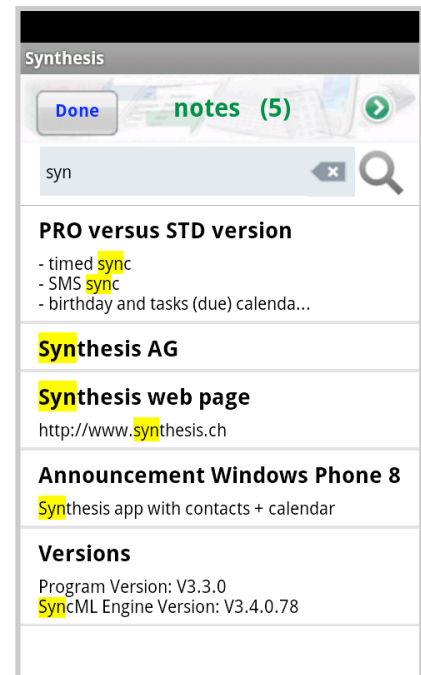 Synthesis
Done
notes (5)
syn
PRO versus STD version
- timed sync
- SMS sync
- birthday and tasks (due) calenda...
Synthesis AG
Synthesis web page
http://www.synthesis.ch
Announcement Windows Phone 8
Synthesis app with contacts + calendar
Versions
Program Version: V3.3.0
SyncML Engine Version: V3.4.0.78